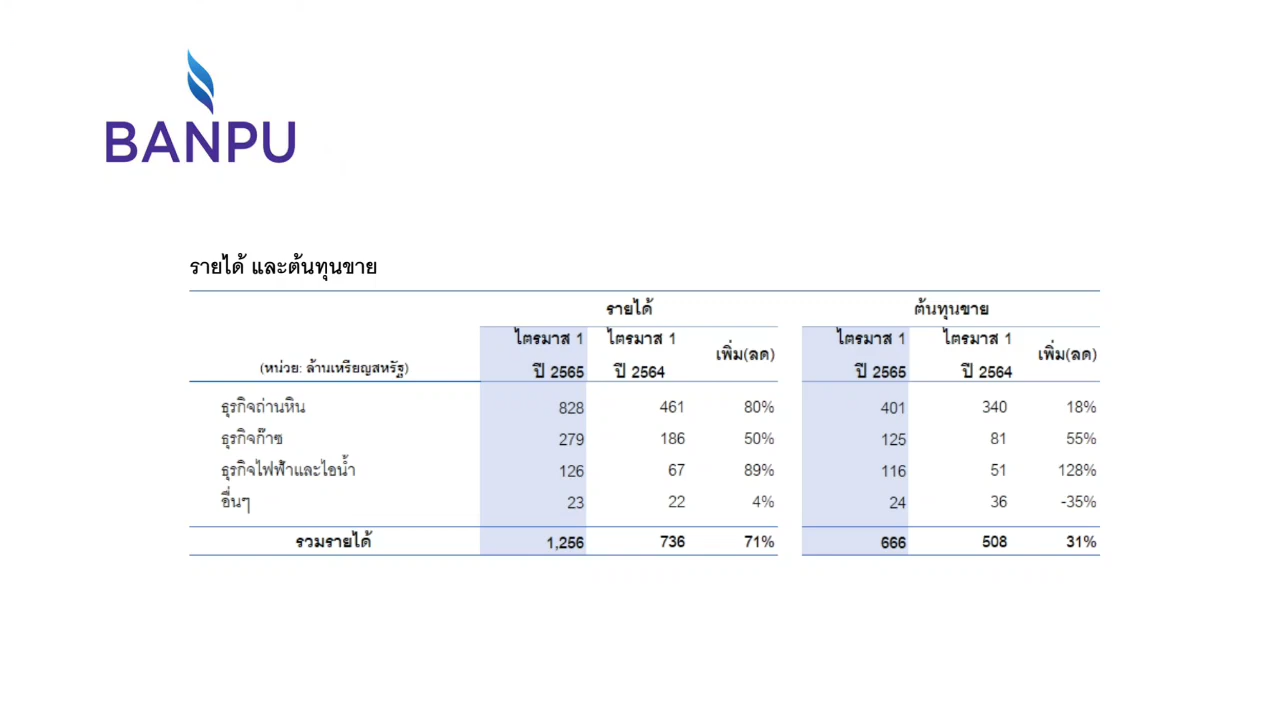 BANPU
รายได้ และต้นทุนขาย
รายได้ ต้นทุนขาย
ไตรมาส 1 ไตรมาส 1 เพิ่ม(ลด) ไตรมาส 1 ไตรมาส 1 เพิ่ม(ลด)
(หน่วย: ล้านเหรียญสหรัฐ) ปี 2565 ปี 2564 ปี 2565 ปี 2564
ธุรกิจถ่านหิน 828 461 80% 401 340 18%
ธุรกิจก๊าซ 279 186 50% 125 81 55%
ธุรกิจไฟฟ้าและไอน้ำ 126 67 89% 116 51 128%
อื่นๆ 23 22 4% 24 36 -35%
รวมรายได้ 1,256 736 71% 666 508 31%